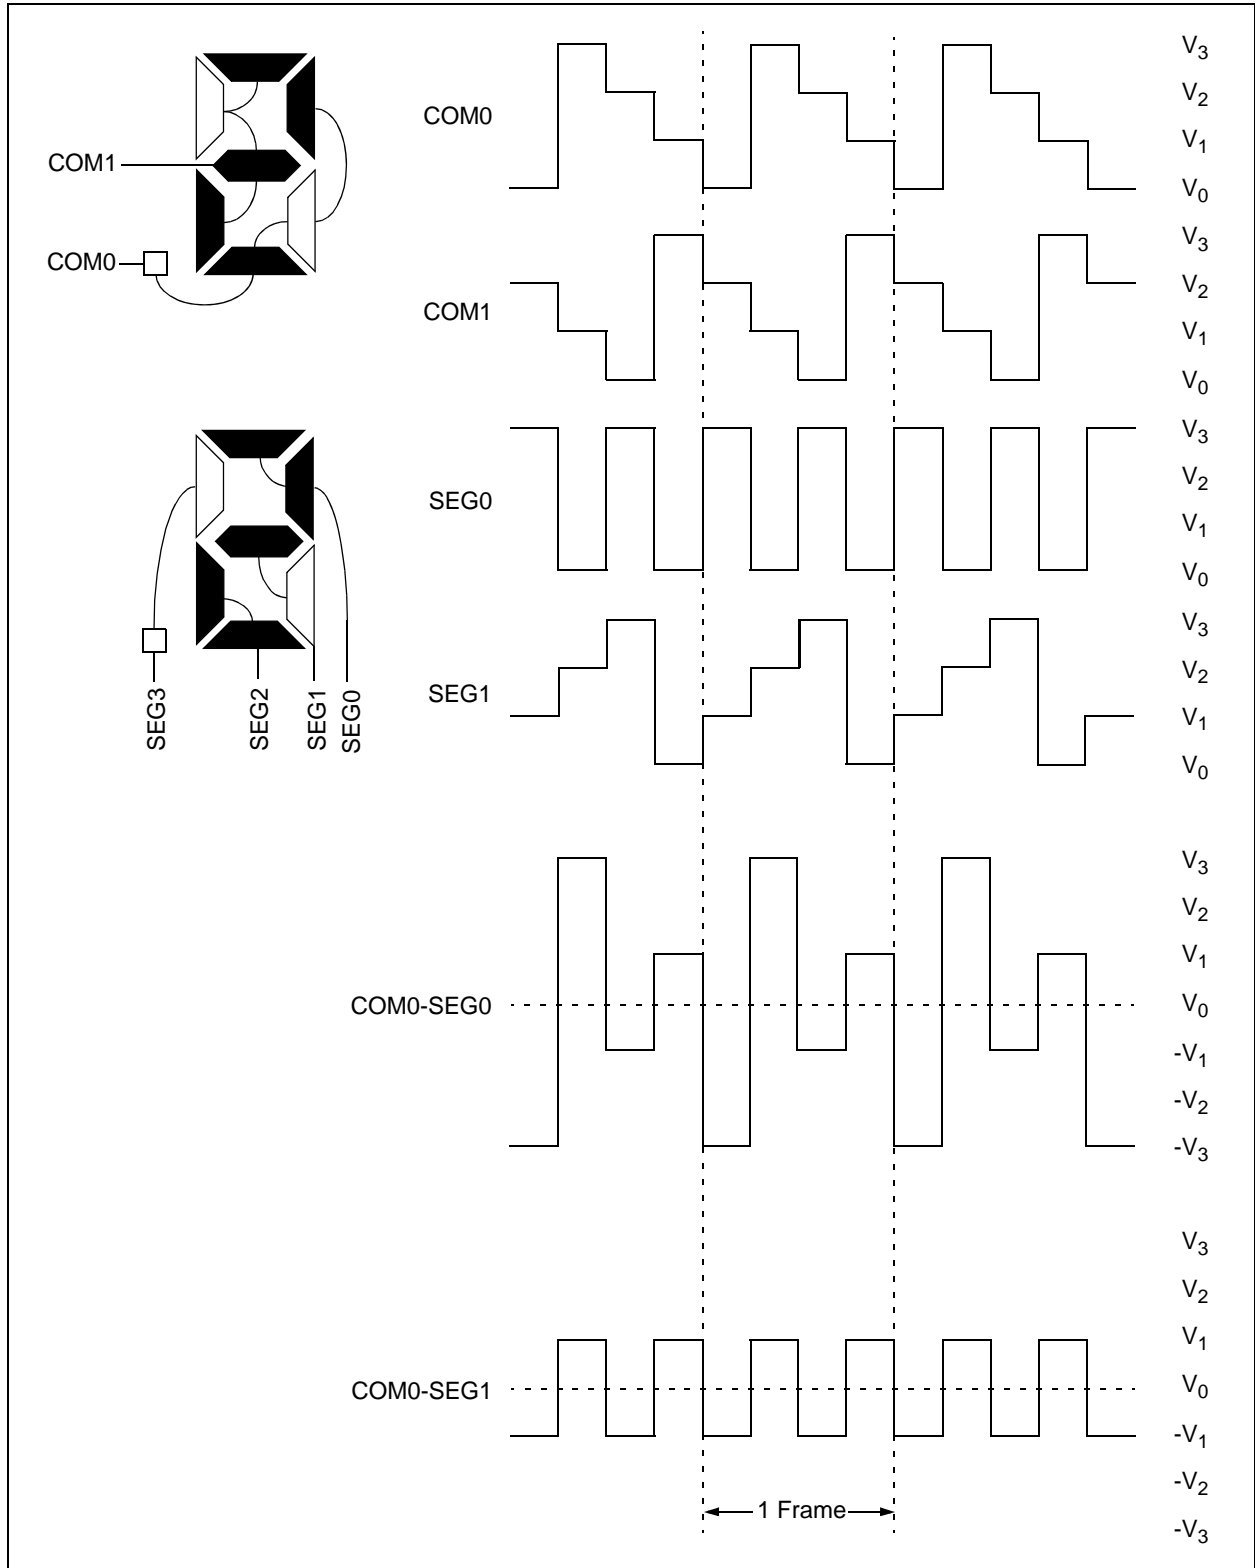 COM1
COM0
SEG3
SEG2
SEG1
SEG0
COM0
V3
V2
V1
V0
COM1
V3
V2
V1
V0
SEG0
V3
V2
V1
V0
SEG1
V3
V2
V1
V0
COM0-SEG0
V3
V2
V1
V0
-V1
-V2
-V3
COM0-SEG1
V3
V2
V1
V0
-V1
-V2
-V3
1 Frame